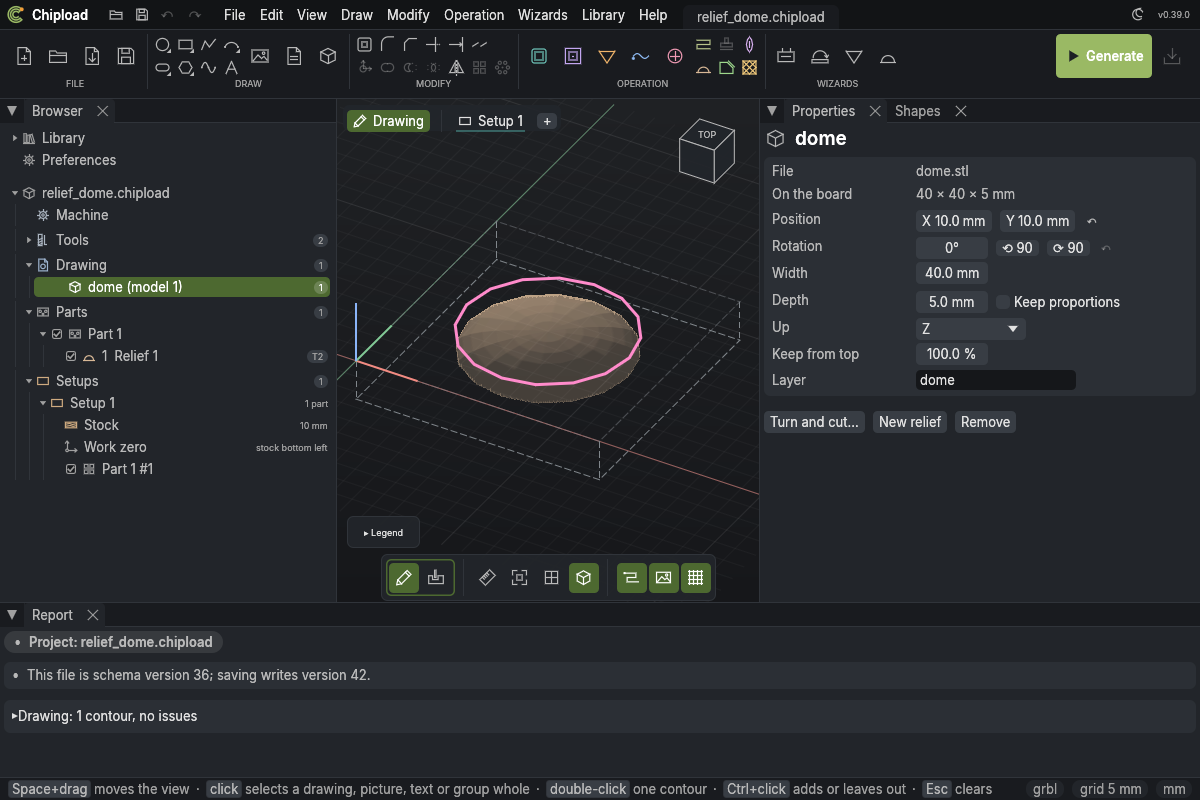 Chipload
File Edit View Draw Modify Operation Wizards Library Help
relief_dome.chipload
v0.39.0
FILE
DRAW
MODIFY
OPERATION
WIZARDS
Generate
Browser
Library
Preferences
relief_dome.chipload
Machine
Tools 2
Drawing 1
dome (model 1) 1
Parts 1
Part 1
1 Relief 1 T2
Setups 1
Setup 1 1 part
Stock 10 mm
Work zero stock bottom left
Part 1 #1
Drawing
Setup 1
+
TOP
Legend
Properties
Shapes
dome
File dome.stl
On the board 40 × 40 × 5 mm
Position X 10.0 mm Y 10.0 mm
Rotation 0° ⟲ 90 ⟳ 90
Width 40.0 mm
Depth 5.0 mm Keep proportions
Up Z
Keep from top 100.0 %
Layer dome
Turn and cut... New relief Remove
Report
• Project: relief_dome.chipload
• This file is schema version 36; saving writes version 42.
▸Drawing: 1 contour, no issues
Space+drag moves the view · click selects a drawing, picture, text or group whole · double-click one contour · Ctrl+click adds or leaves out · Esc clears
grbl grid 5 mm mm